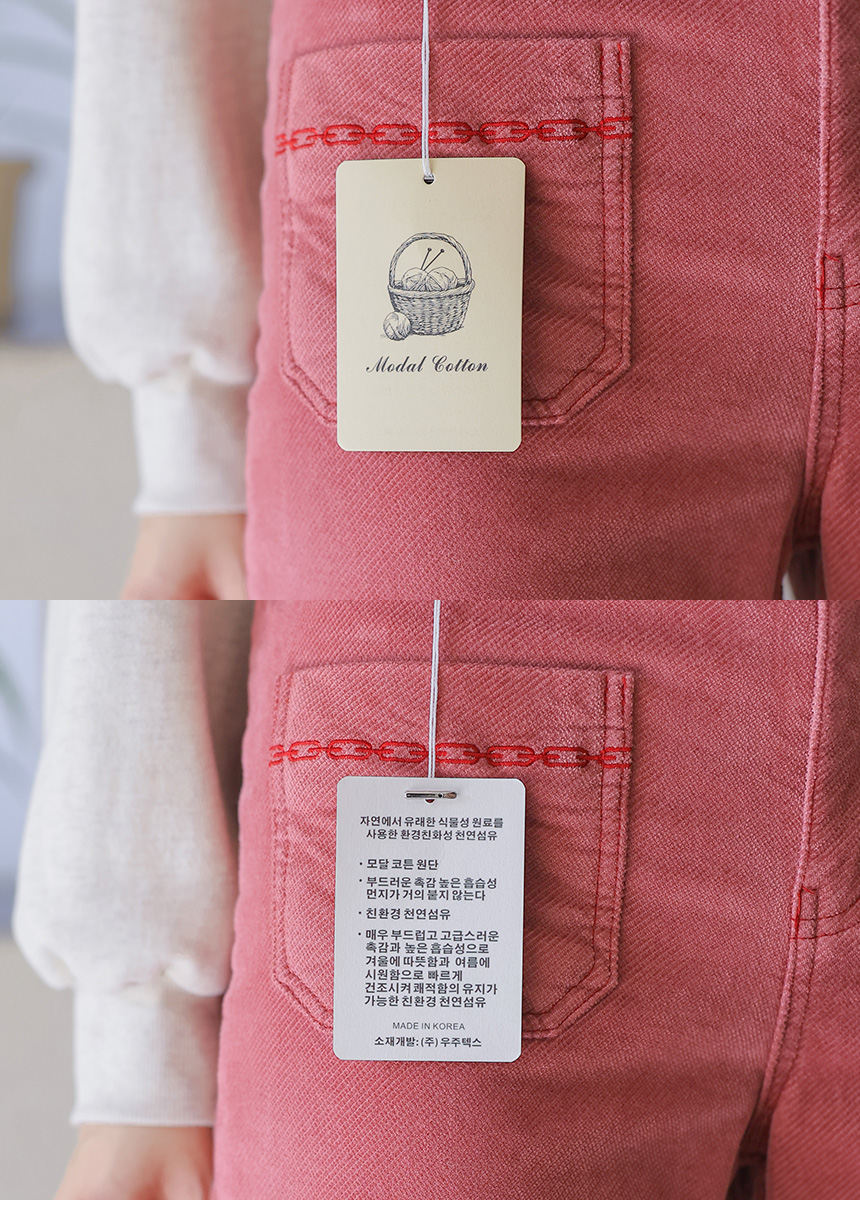 Modal Cotton
자연에서 유래한 식물성 원료를
사용한 환경친화성 천연섬유
· 모달 코튼 원단
· 부드러운 촉감 높은 흡습성
먼지가 거의 붙지 않는다
· 친환경 천연섬유
· 매우 부드럽고 고급스러운
촉감과 높은 흡습성으로
겨울에 따뜻함과 여름에
시원함으로 빠르게
건조시켜 쾌적함의 유지가
가능한 친환경 천연섬유
MADE IN KOREA
소재개발: (주) 우주텍스